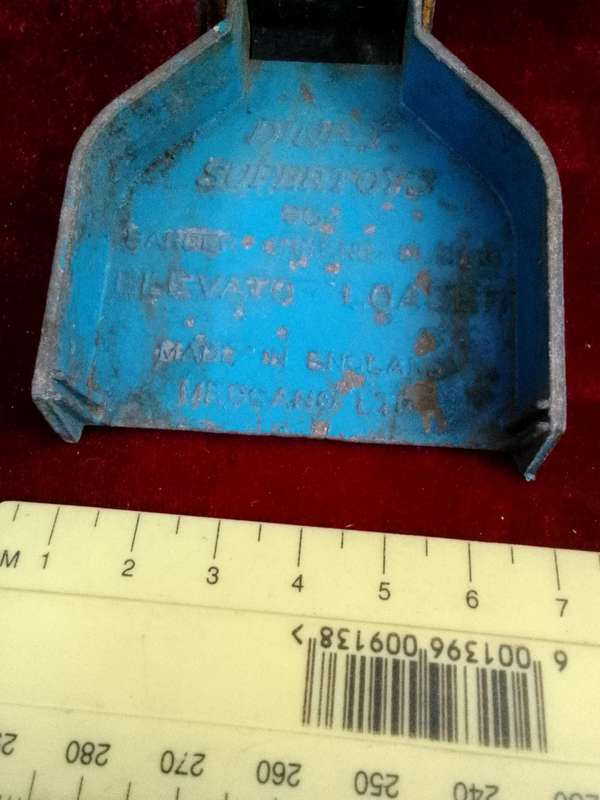 DINKY
SUPERTOYS
964
ELEVATOR LOADER
MADE IN ENGLAND
MECCANO LTD
M 1 2 3 4 5 6 7
6 001396 009138 >
280 270 260 250 240